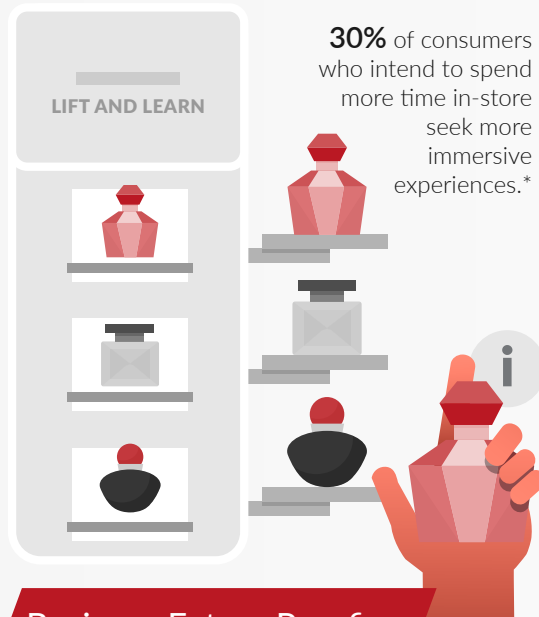 LIFT AND LEARN
30% of consumers
who intend to spend
more time in-store
seek more
immersive
experiences.*
i